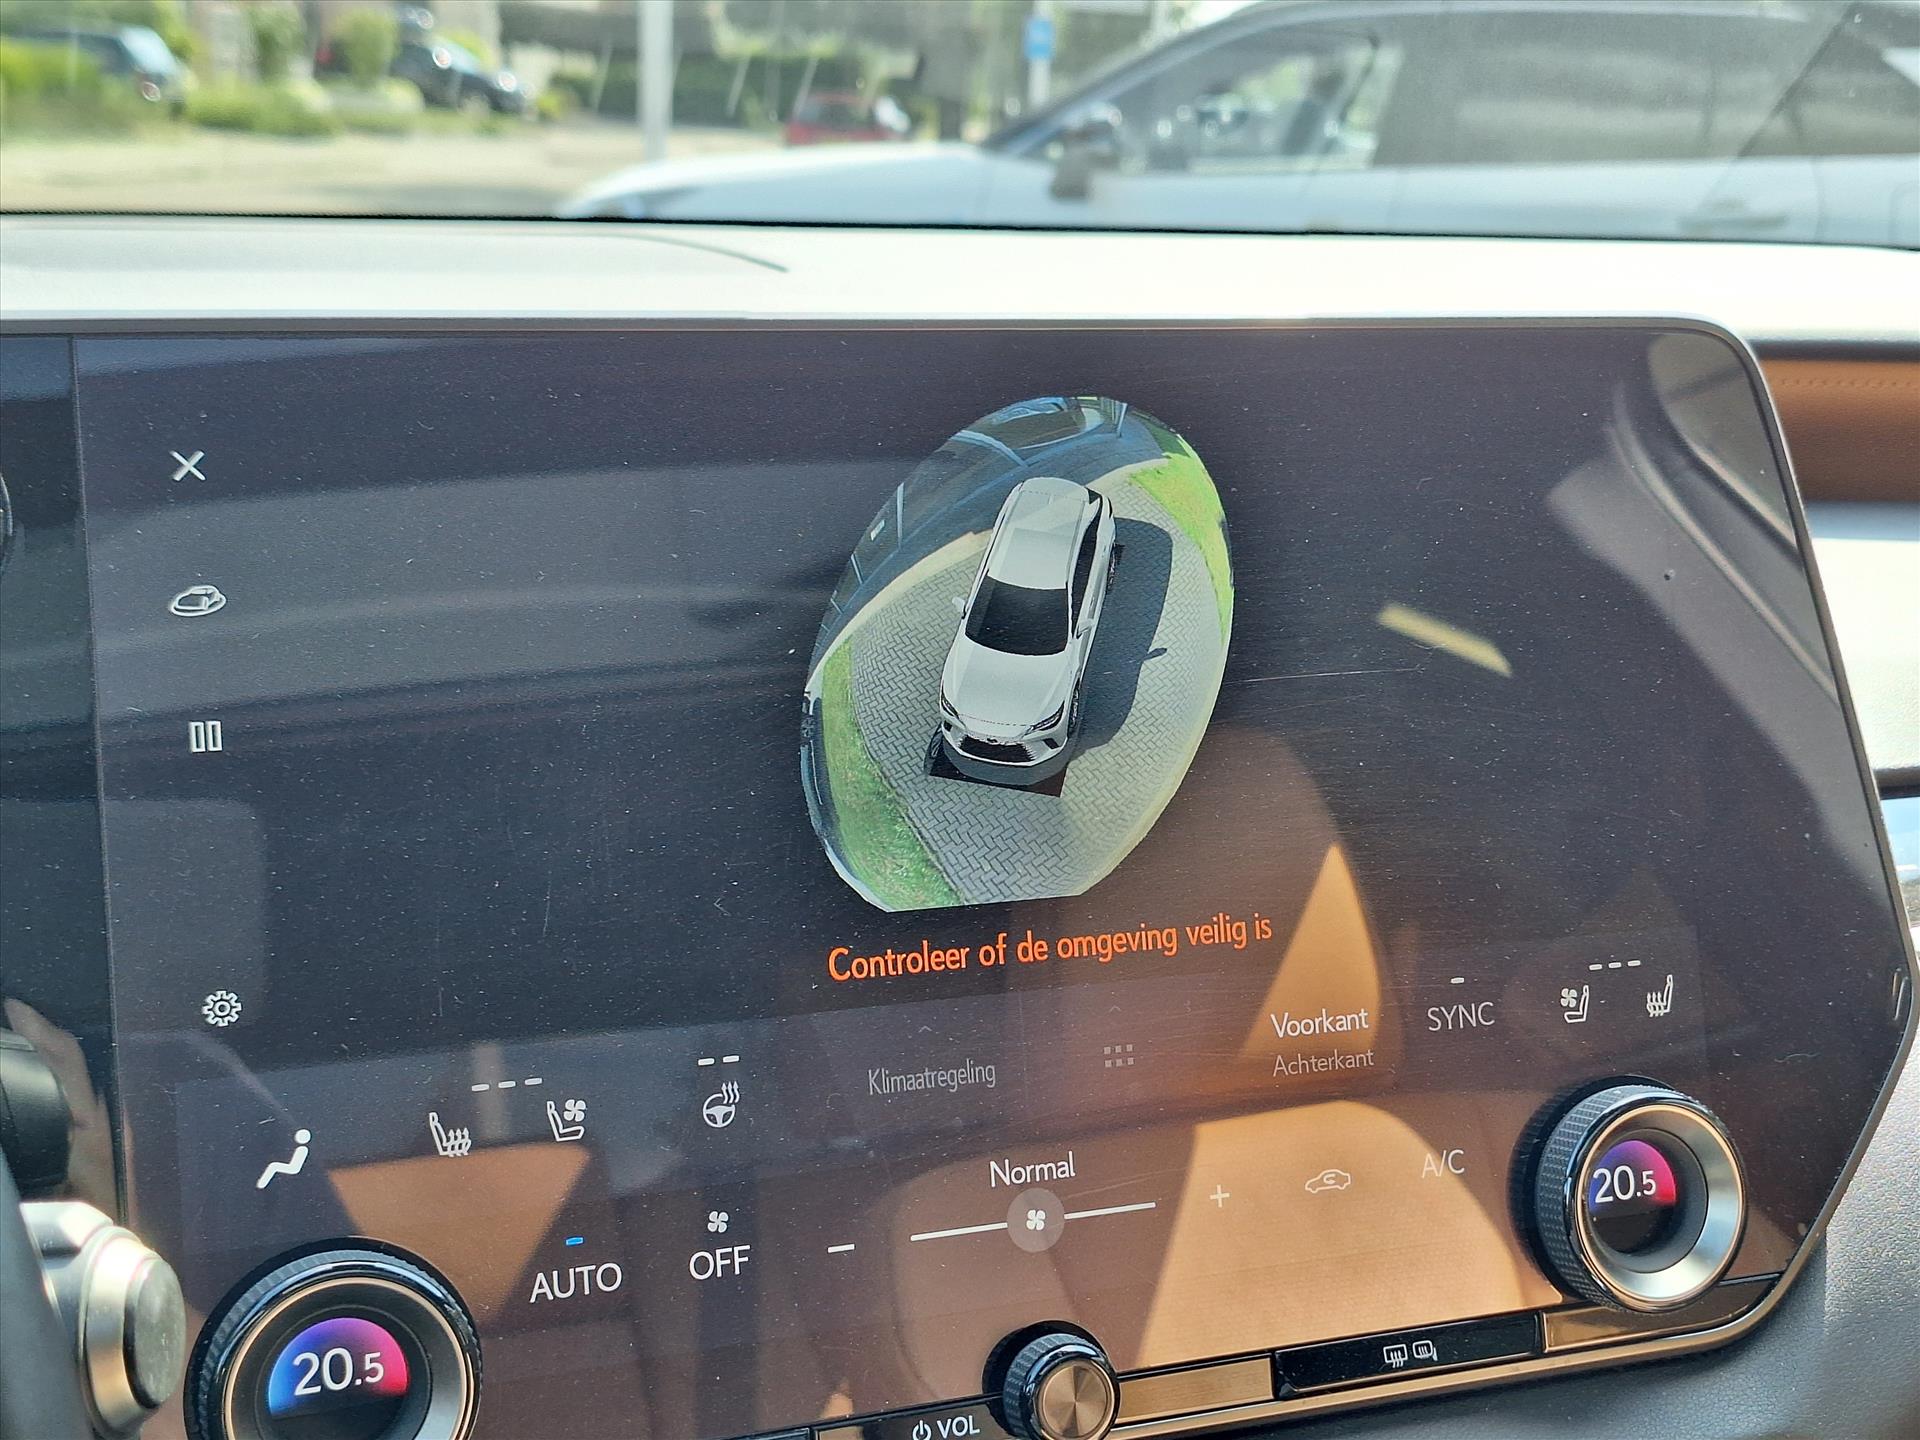 Controleer of de omgeving veilig is
Klimaatregeling
Voorkant
Achterkant
SYNC
Normal
A/C
AUTO
OFF
20.5
20.5
VOL